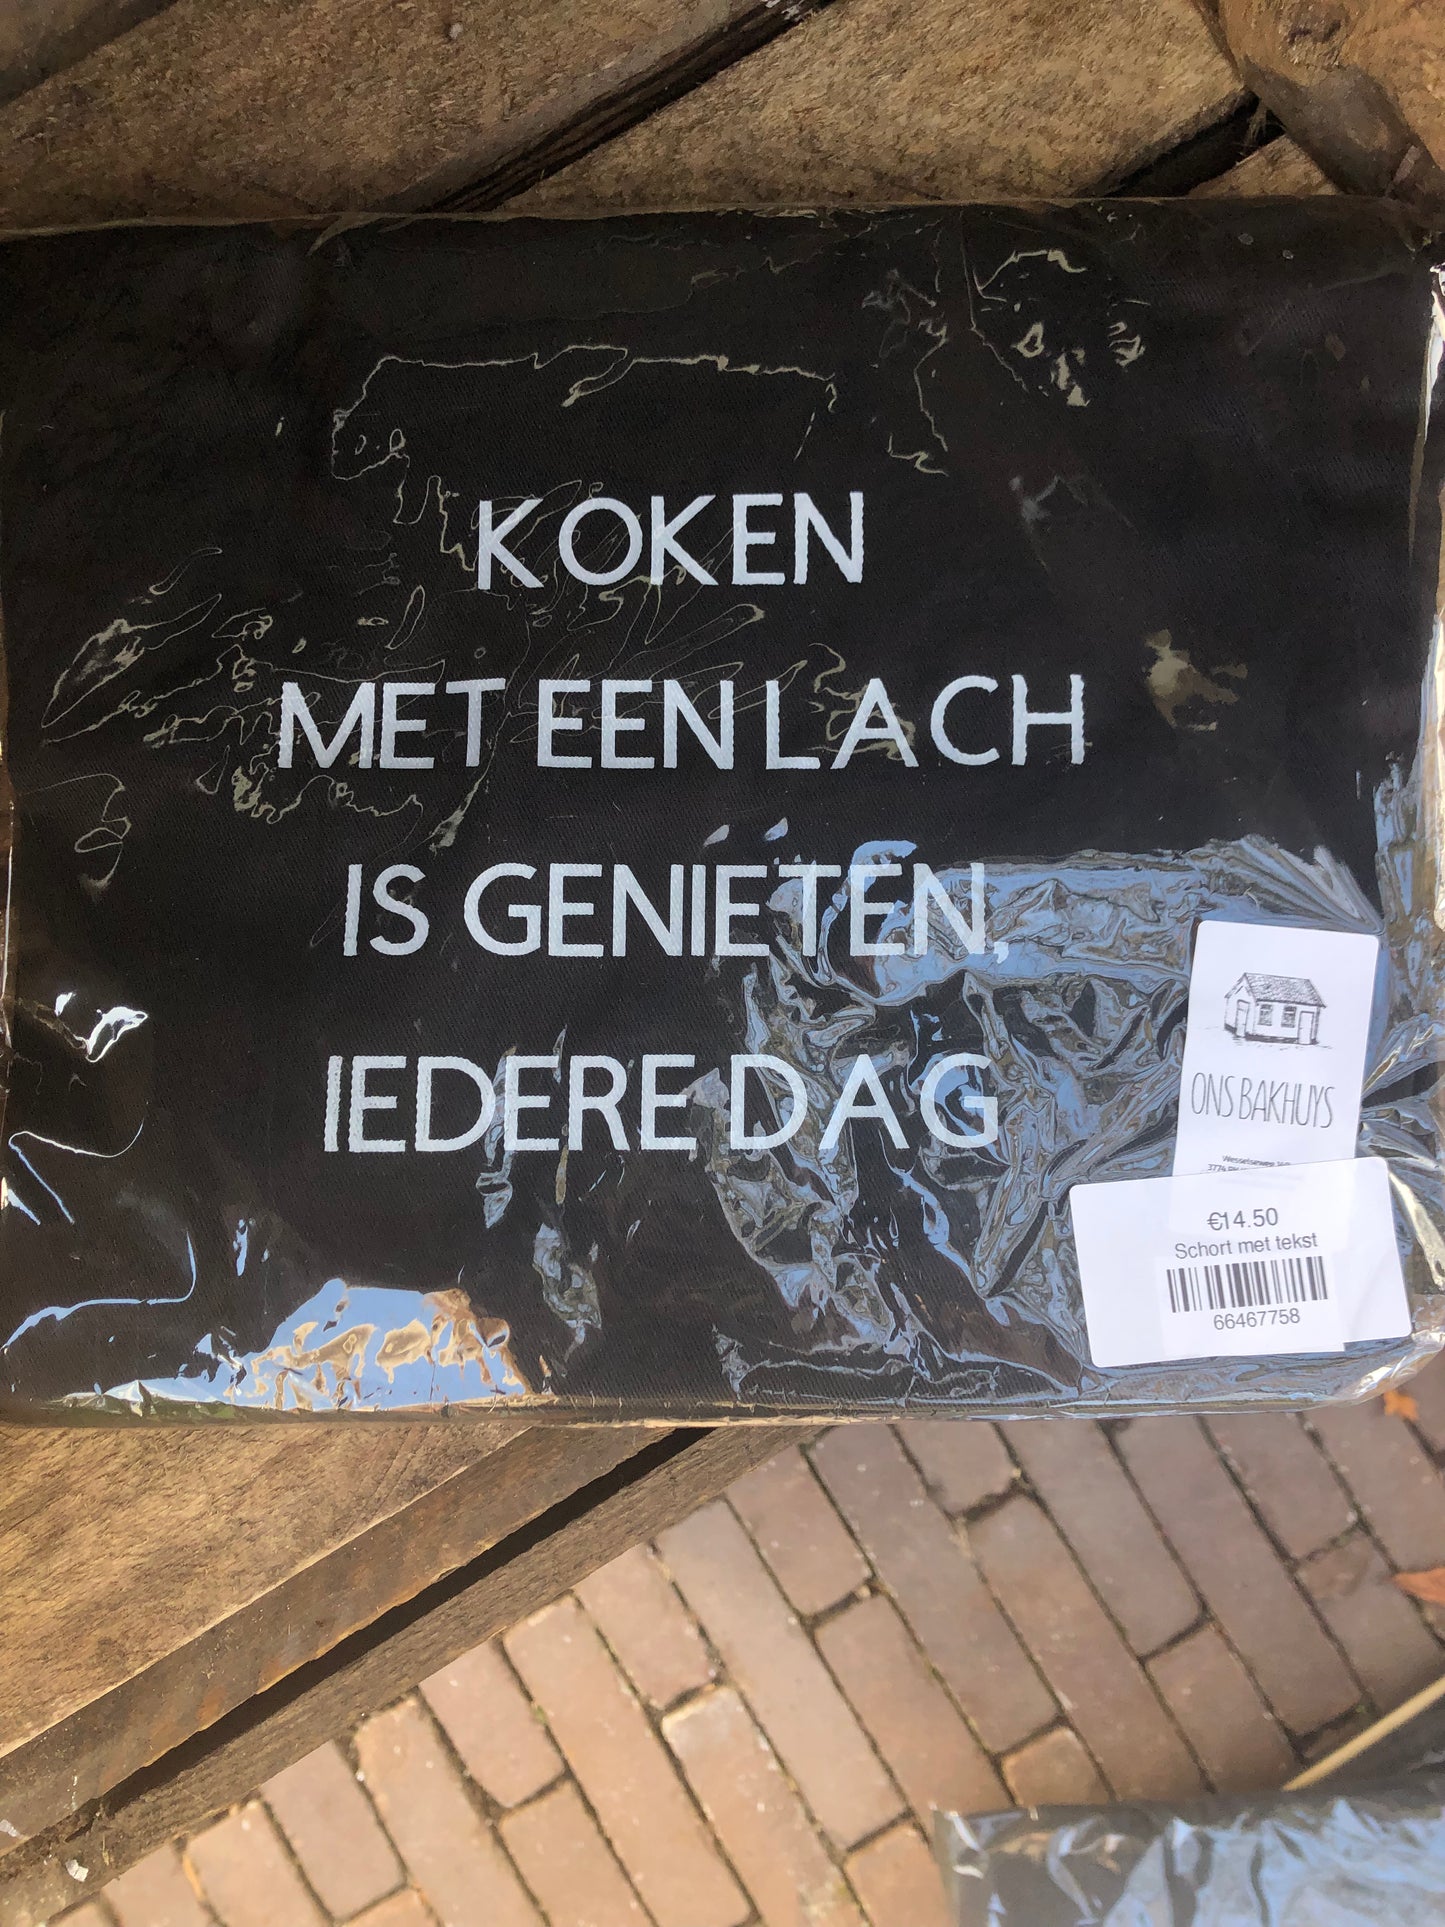 KOKEN
MET EEN LACH
IS GENIETEN,
IEDERE DAG
ONS BAKHUYS
€14.50
Schort met tekst
66467758